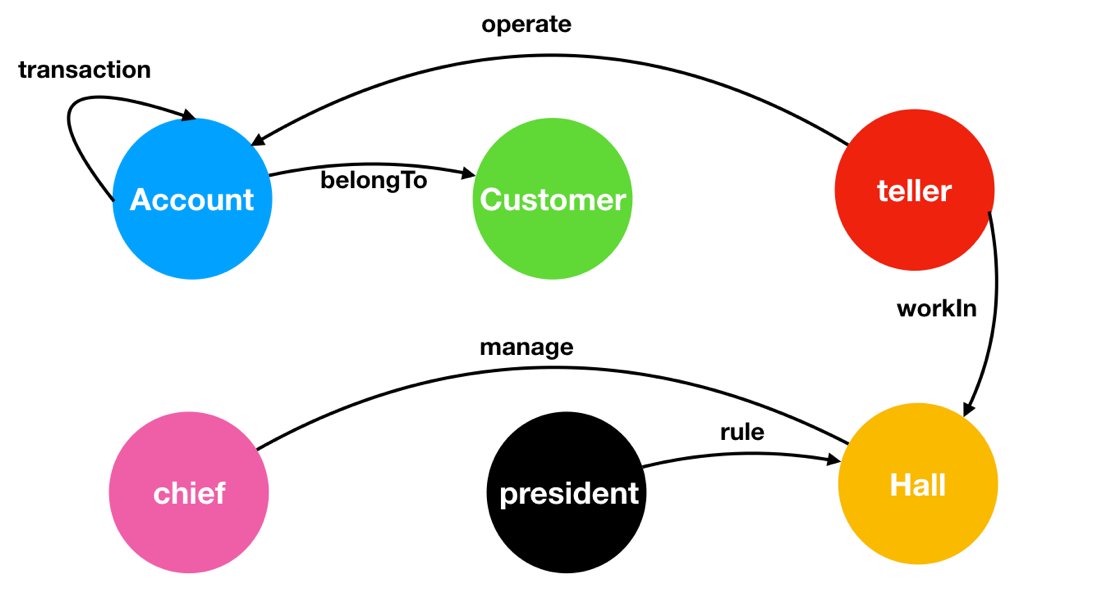 operate
transaction
Account
belongTo
Customer
teller
workIn
manage
rule
chief
president
Hall